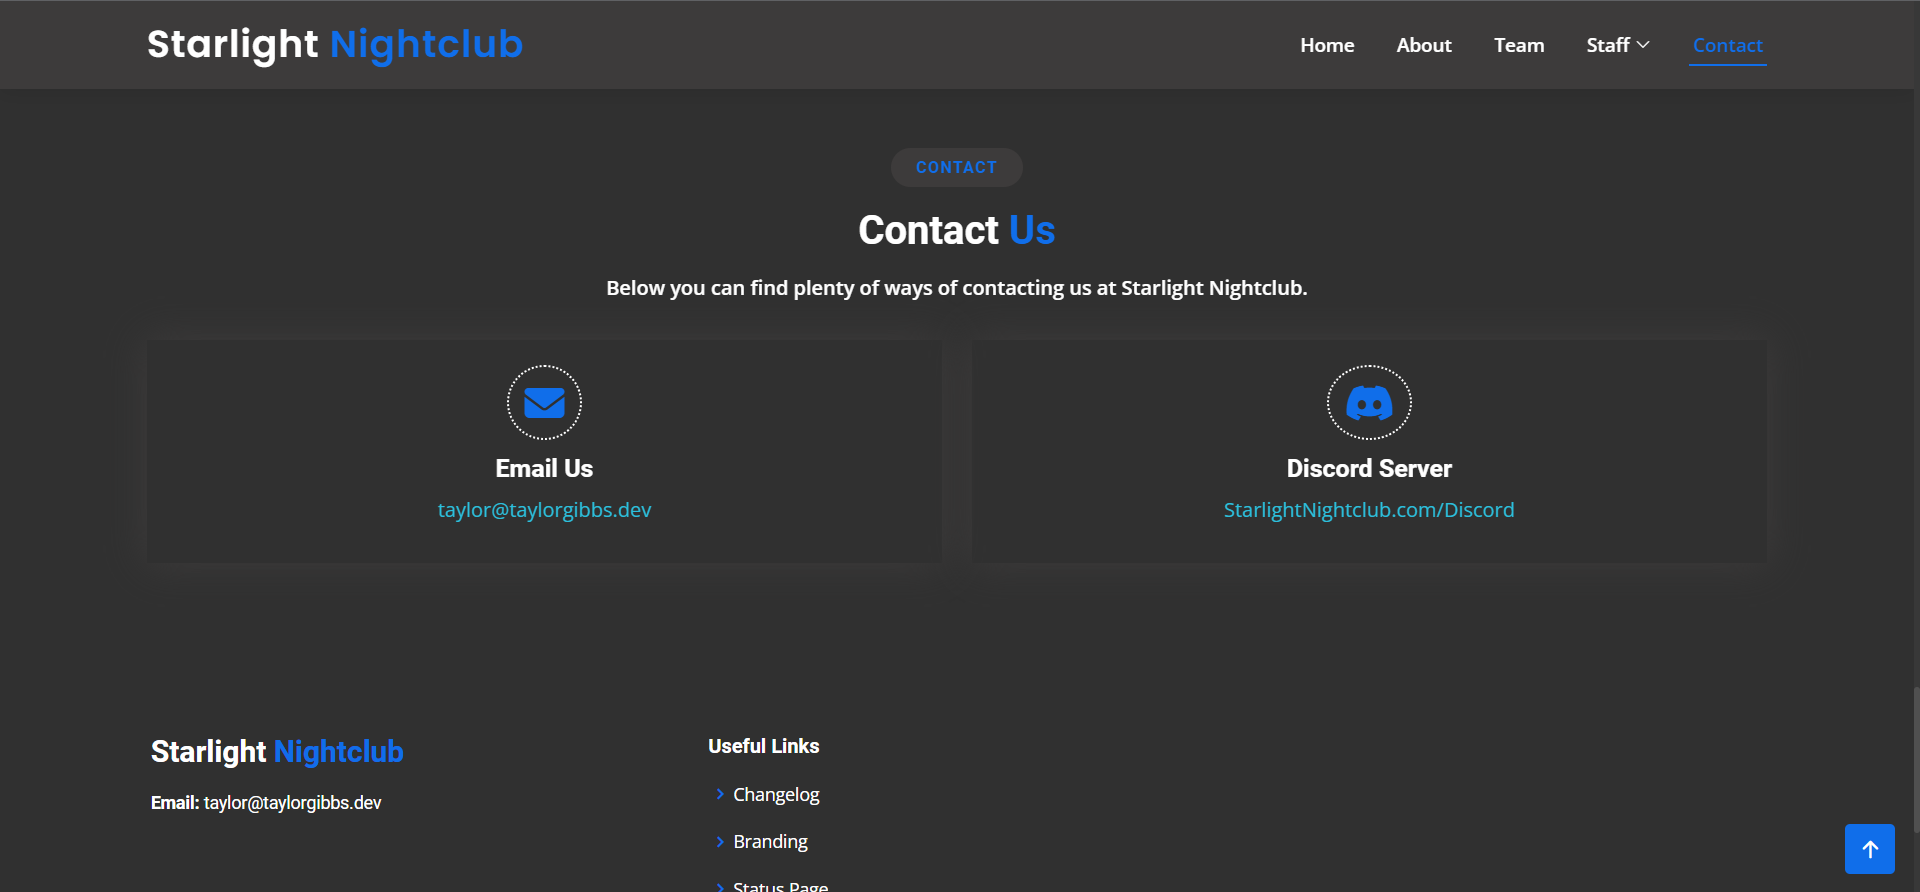 Starlight Nightclub
Home About Team Staff Contact
CONTACT
Contact Us
Below you can find plenty of ways of contacting us at Starlight Nightclub.
Email Us
taylor@taylorgibbs.dev
Discord Server
StarlightNightclub.com/Discord
Starlight Nightclub
Email: taylor@taylorgibbs.dev
Useful Links
Changelog
Branding
Status Page